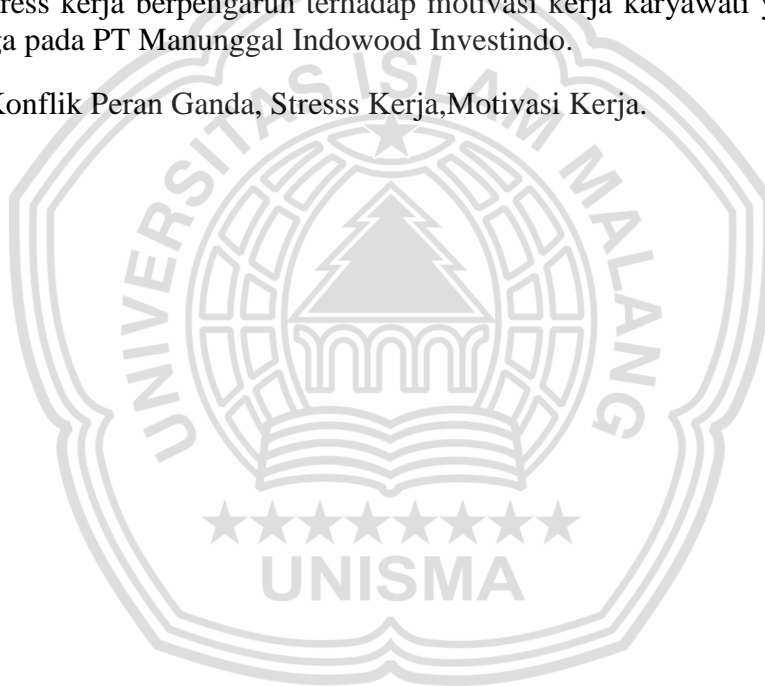 ress kerja berpengaruh terhadap motivasi kerja karyawati y
ga pada PT Manunggal Indowood Investindo.
Konflik Peran Ganda, Stresss Kerja,Motivasi Kerja.
UNIVERSITAS ISLAM MALANG
UNISMA